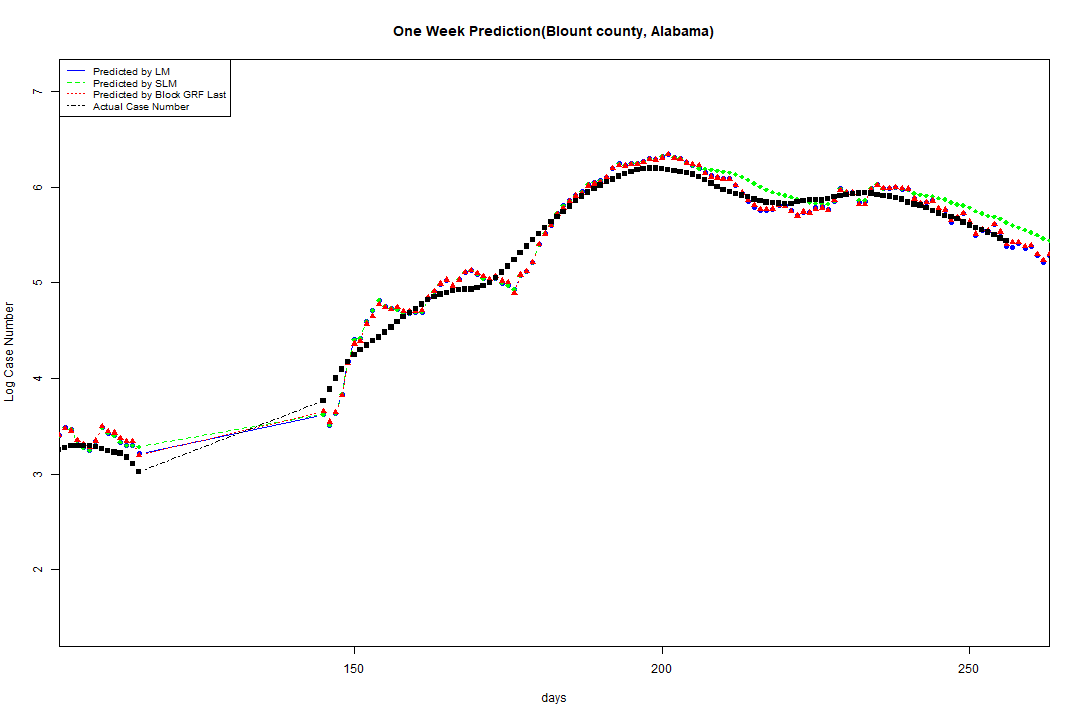 One Week Prediction(Blount county, Alabama)
Predicted by LM
Predicted by SLM
Predicted by Block GRF Last
Actual Case Number
7
6
5
4
3
2
Log Case Number
150
200
250
days